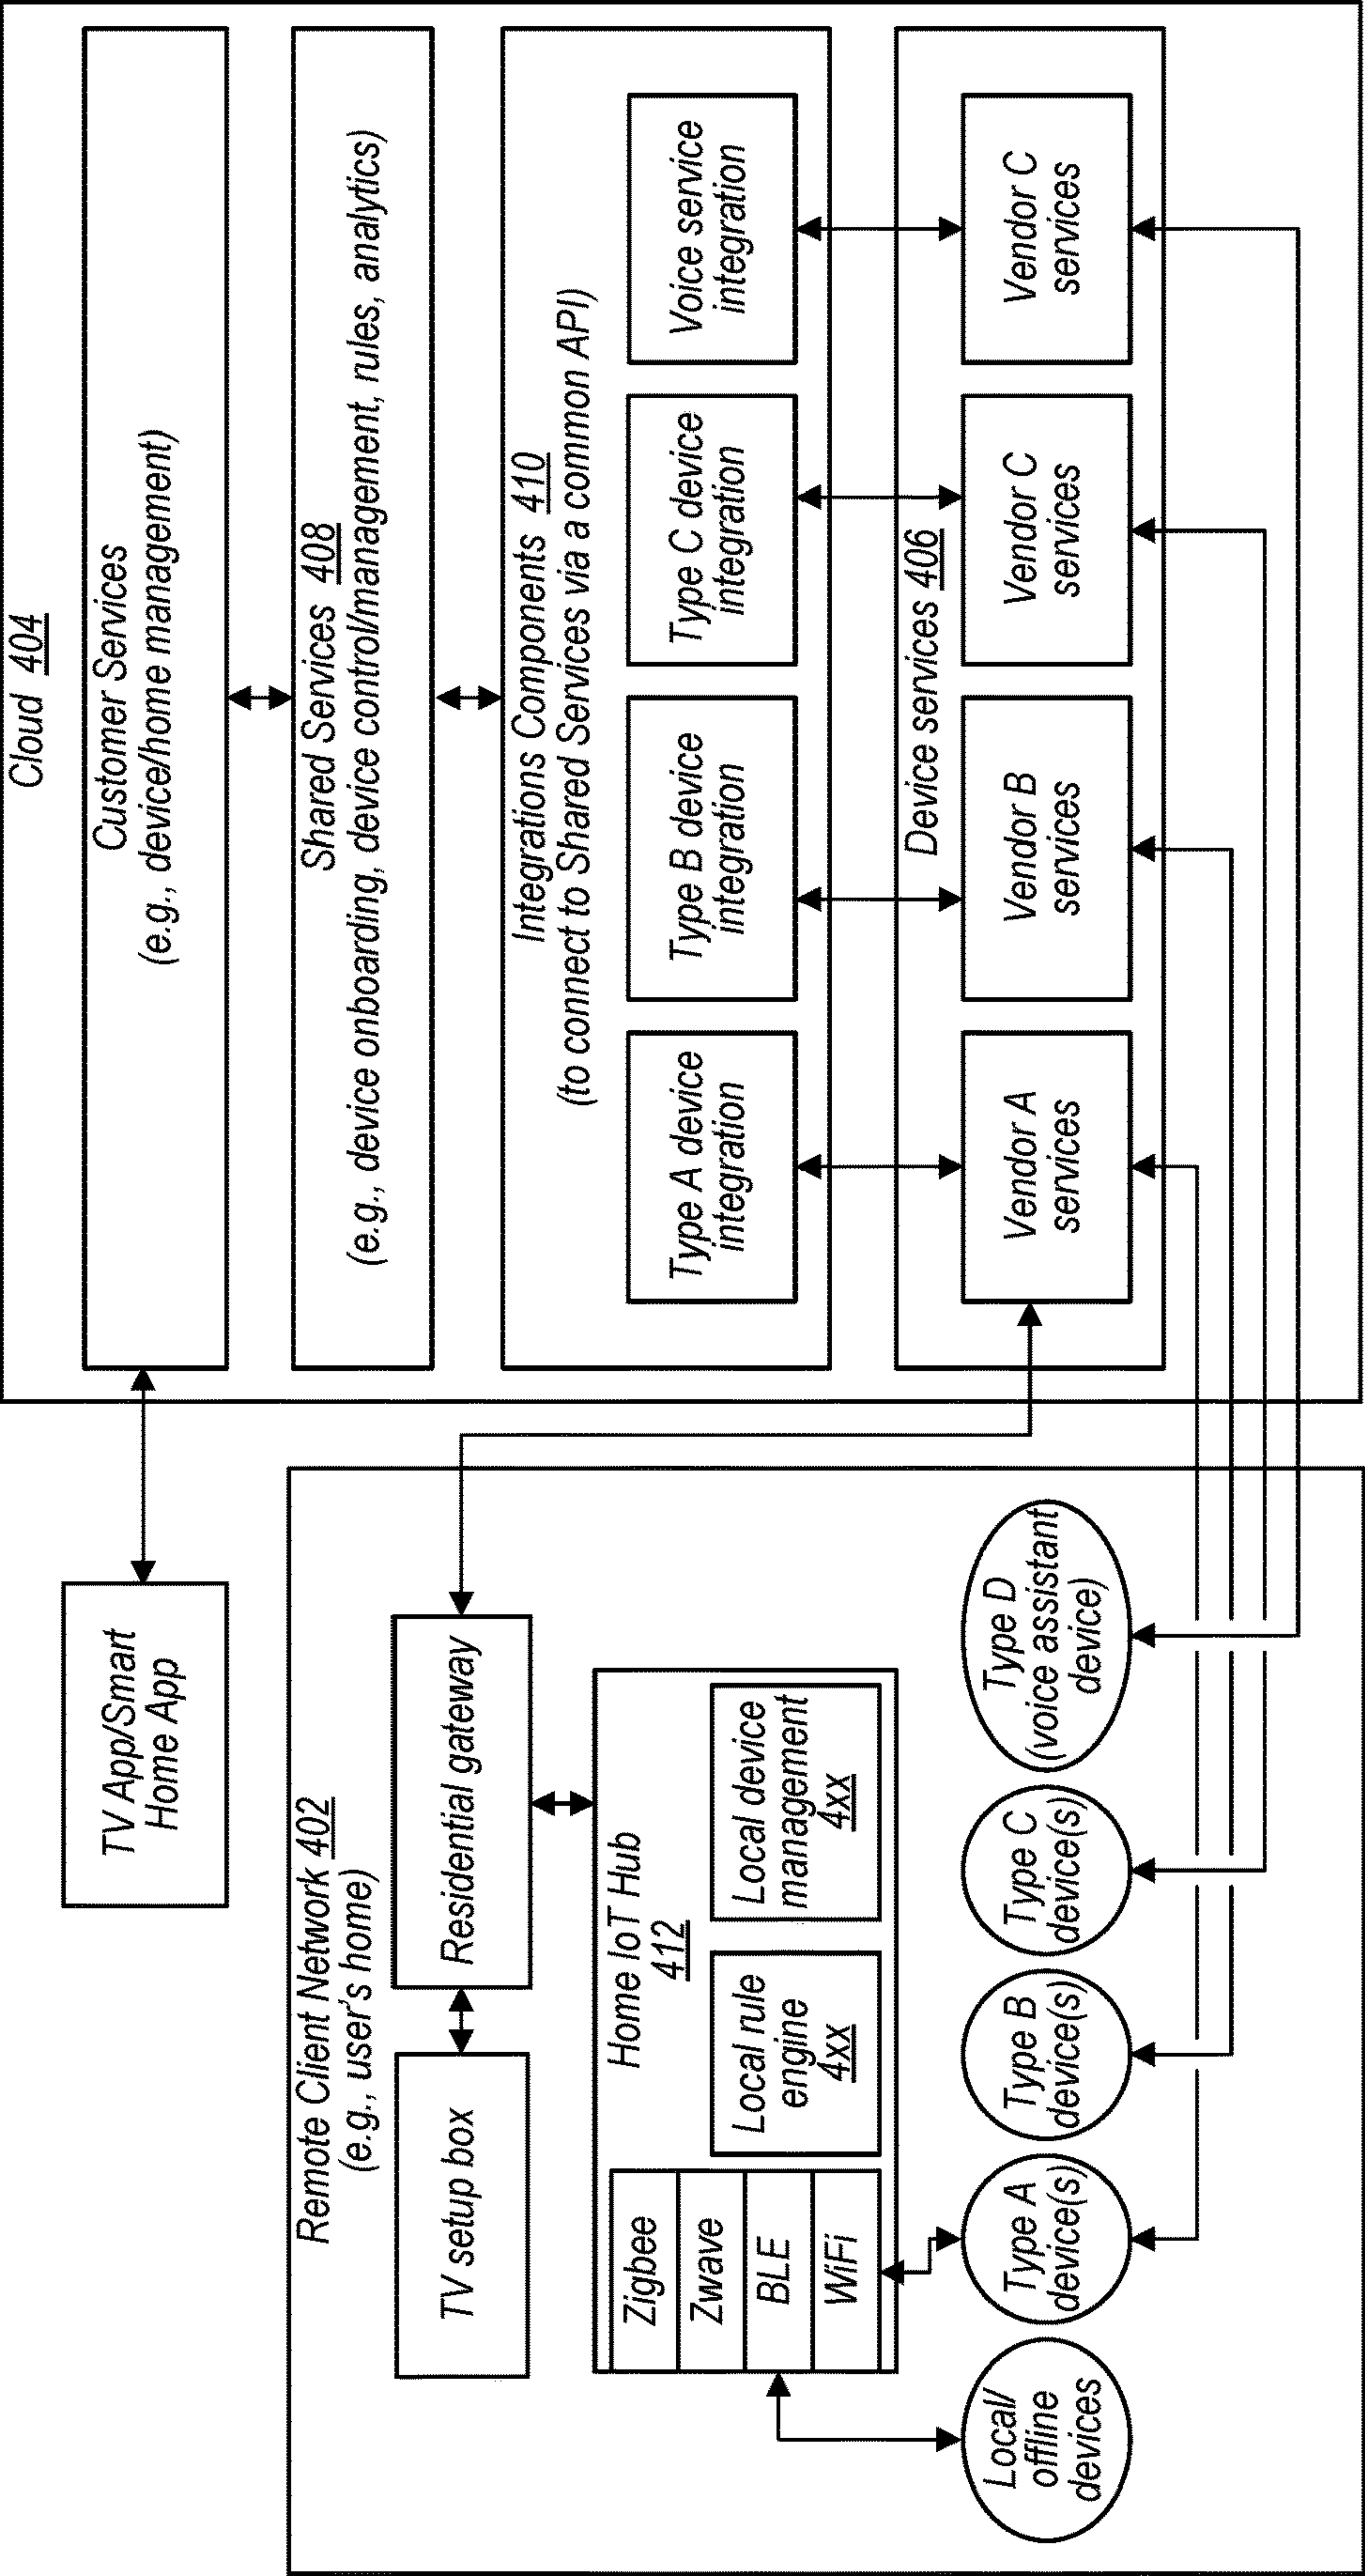 Cloud 404
Customer Services
(e.g., device/home management)
Shared Services 408
(e.g., device onboarding, device control/management, rules, analytics)
Integrations Components 410
(to connect to Shared Services via a common API)
Type A device
integration
Type B device
integration
Type C device
integration
Voice service
integration
Device services 406
Vendor A
services
Vendor B
services
Vendor C
services
Vendor C
services
TV App/Smart
Home App
Remote Client Network 402
(e.g., user's home)
TV setup box
Residential gateway
Home IoT Hub
412
Zigbee
Zwave
BLE
WiFi
Local rule
engine
4xx
Local device
management
4xx
Local/
offline
devices
Type A
device(s)
Type B
device(s)
Type C
device(s)
Type D
(voice assistant
device)